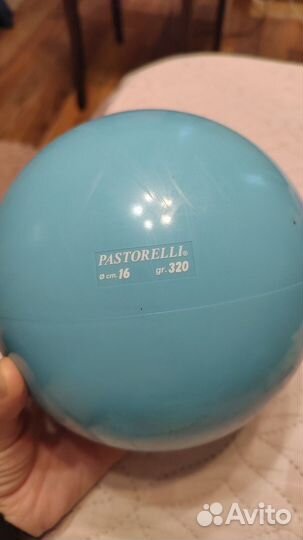 PASTORELLI®
Ø cm. 16 gr. 320
Avito